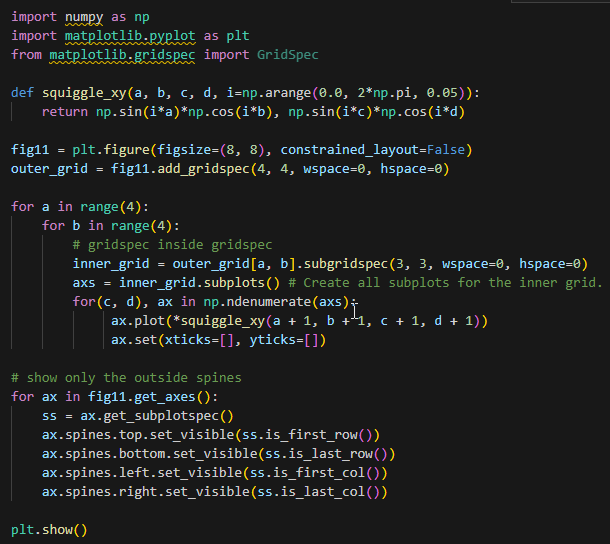 import numpy as np
import matplotlib.pyplot as plt
from matplotlib.gridspec import GridSpec

def squiggle_xy(a, b, c, d, i=np.arange(0.0, 2*np.pi, 0.05)):
    return np.sin(i*a)*np.cos(i*b), np.sin(i*c)*np.cos(i*d)

fig11 = plt.figure(figsize=(8, 8), constrained_layout=False)
outer_grid = fig11.add_gridspec(4, 4, wspace=0, hspace=0)

for a in range(4):
    for b in range(4):
        # gridspec inside gridspec
        inner_grid = outer_grid[a, b].subgridspec(3, 3, wspace=0, hspace=0)
        axs = inner_grid.subplots() # Create all subplots for the inner grid.
        for(c, d), ax in np.ndenumerate(axs):
             ax.plot(*squiggle_xy(a + 1, b + 1, c + 1, d + 1))
             ax.set(xticks=[], yticks=[])

# show only the outside spines
for ax in fig11.get_axes():
    ss = ax.get_subplotspec()
    ax.spines.top.set_visible(ss.is_first_row())
    ax.spines.bottom.set_visible(ss.is_last_row())
    ax.spines.left.set_visible(ss.is_first_col())
    ax.spines.right.set_visible(ss.is_last_col())

plt.show()